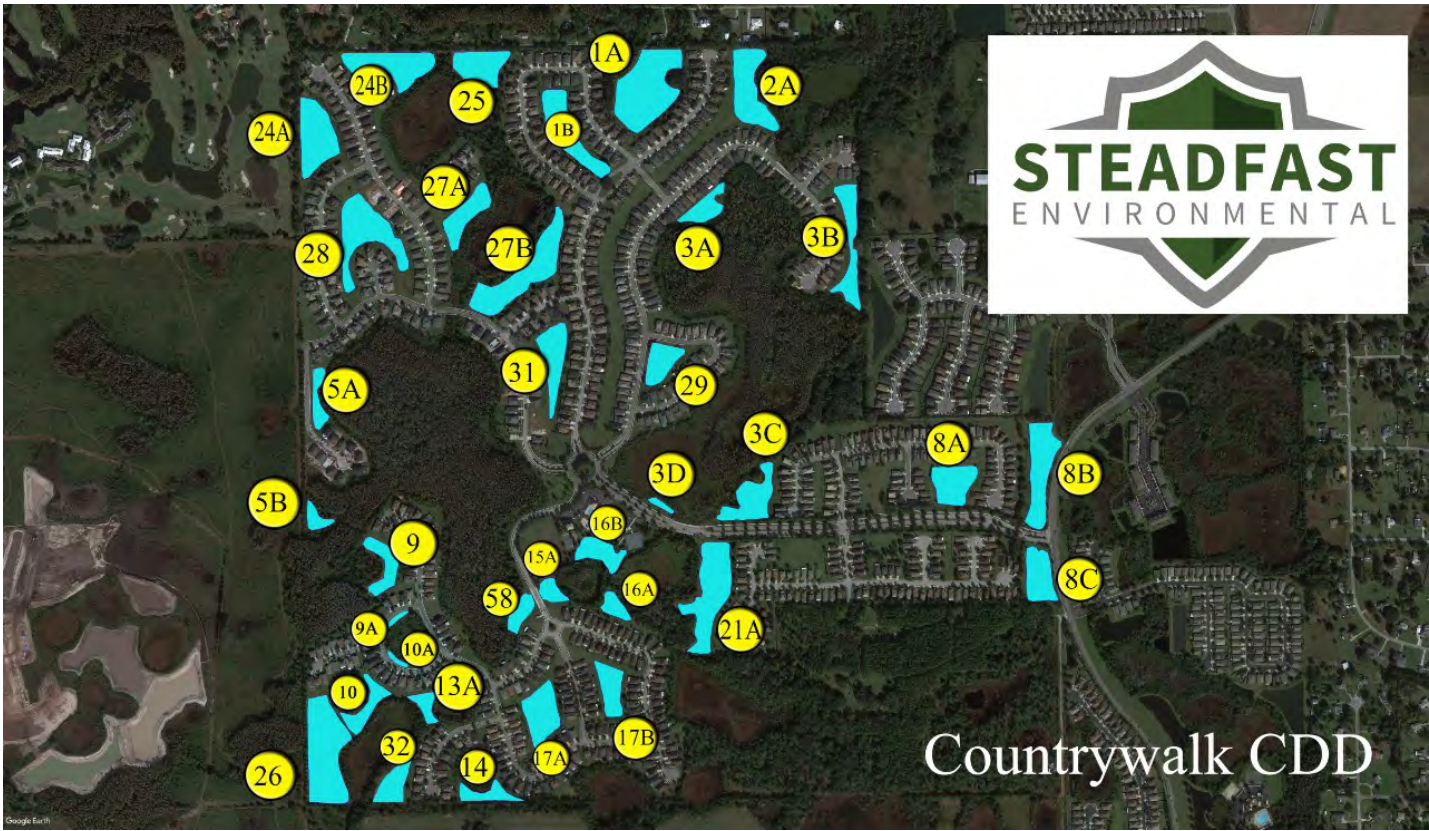 1A
24B
2A
25
24A
1B
27A
27B
3B
3A
28
STEADFAST
ENVIRONMENTAL
31
29
5A
3C
8A
3D
8B
5B
16B
9
15A
8C
16A
58
9A
21A
10A
13A
10
17B
32
17A
14
26
Countrywalk CDD
Google Earth